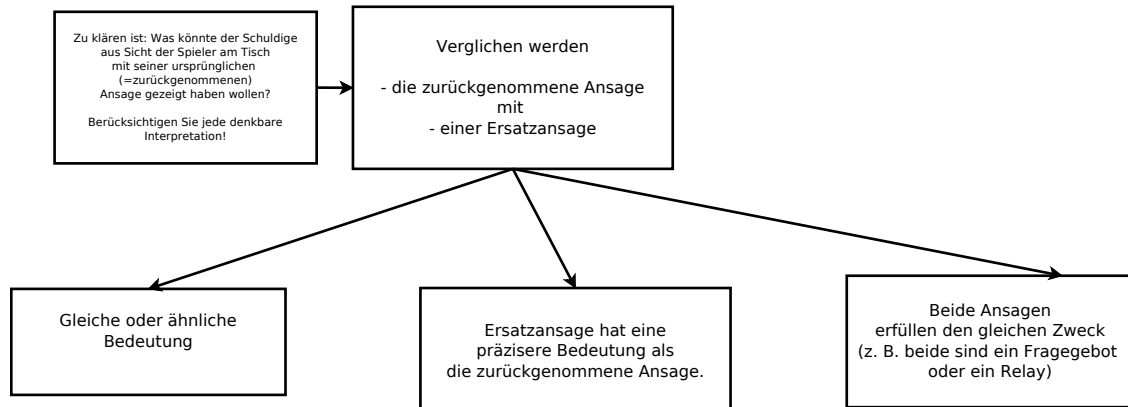 Zu klären ist: Was könnte der Schuldige
aus Sicht der Spieler am Tisch
mit seiner ursprünglichen
(=zurückgenommenen)
Ansage gezeigt haben wollen?
Berücksichtigen Sie jede denkbare
Interpretation!
Verglichen werden
- die zurückgenommene Ansage
mit
- einer Ersatzansage
Gleiche oder ähnliche
Bedeutung
Ersatzansage hat eine
präzisere Bedeutung als
die zurückgenommene Ansage.
Beide Ansagen
erfüllen den gleichen Zweck
(z. B. beide sind ein Fragegebot
oder ein Relay)